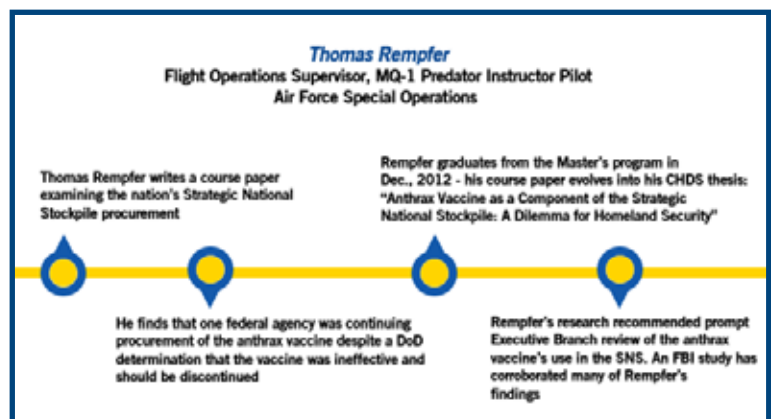 Thomas Rempfer
Flight Operations Supervisor, MQ-1 Predator Instructor Pilot
Air Force Special Operations
Thomas Rempfer writes a course paper
examining the nation's Strategic National
Stockpile procurement
Rempfer graduates from the Master's program in
Dec., 2012 - his course paper evolves into his CHDS thesis:
“Anthrax Vaccine as a Component of the Strategic
National Stockpile: A Dilemma for Homeland Security”
He finds that one federal agency was continuing
procurement of the anthrax vaccine despite a DoD
determination that the vaccine was ineffective and
should be discontinued
Rempfer's research recommended prompt
Executive Branch review of the anthrax
vaccine's use in the SNS. An FBI study has
corroborated many of Rempfer's
findings